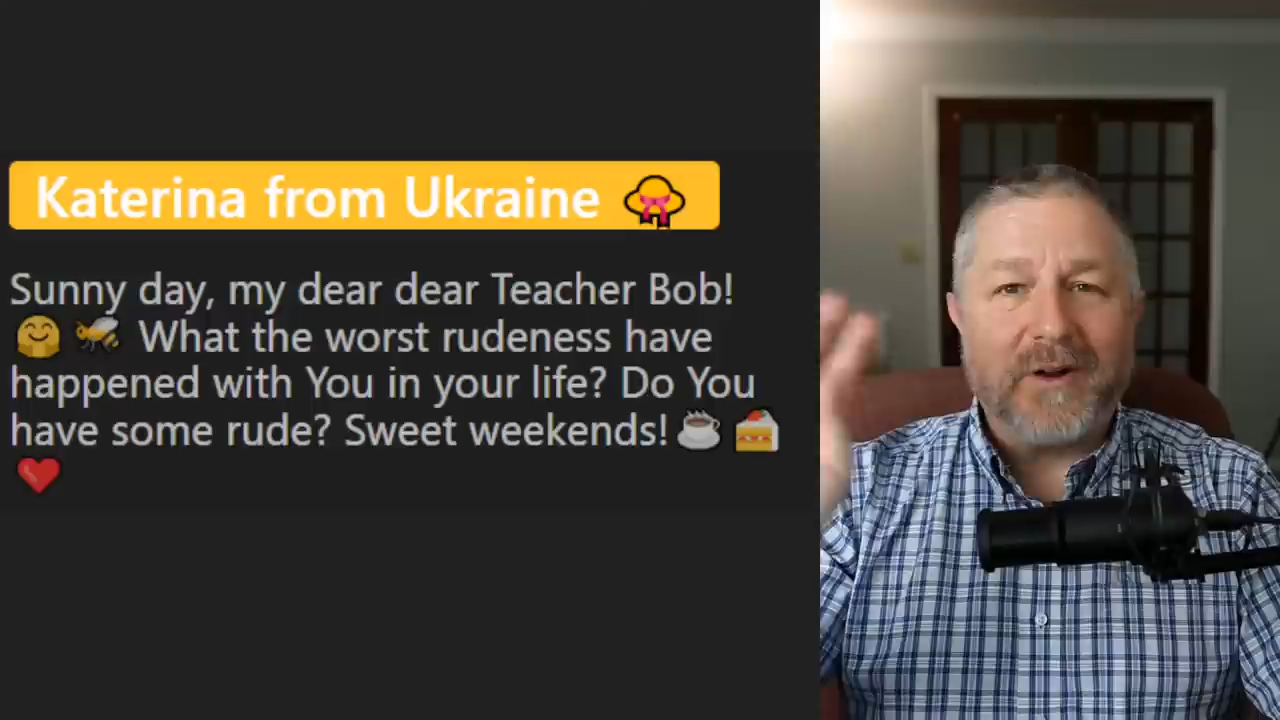 Katerina from Ukraine 👒
Sunny day, my dear dear Teacher Bob!
🤗 🐝 What the worst rudeness have
happened with You in your life? Do You
have some rude? Sweet weekends! ☕ 🍰
❤️